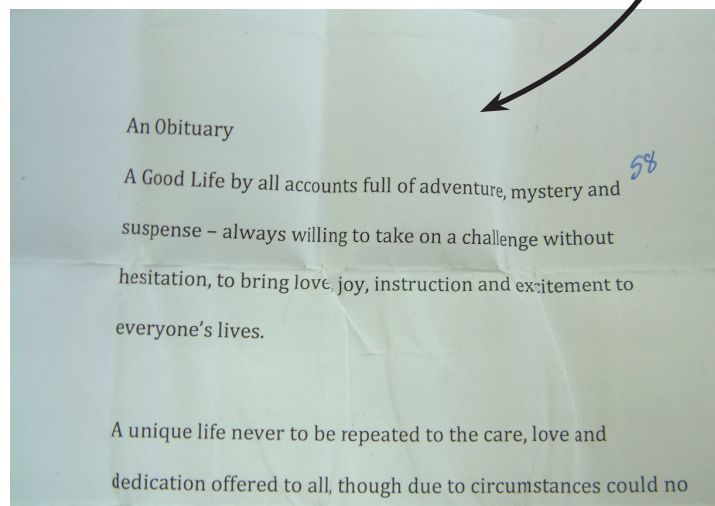 An Obituary
58
A Good Life by all accounts full of adventure, mystery and
suspense – always willing to take on a challenge without
hesitation, to bring love, joy, instruction and excitement to
everyone's lives.
A unique life never to be repeated to the care, love and
dedication offered to all, though due to circumstances could no